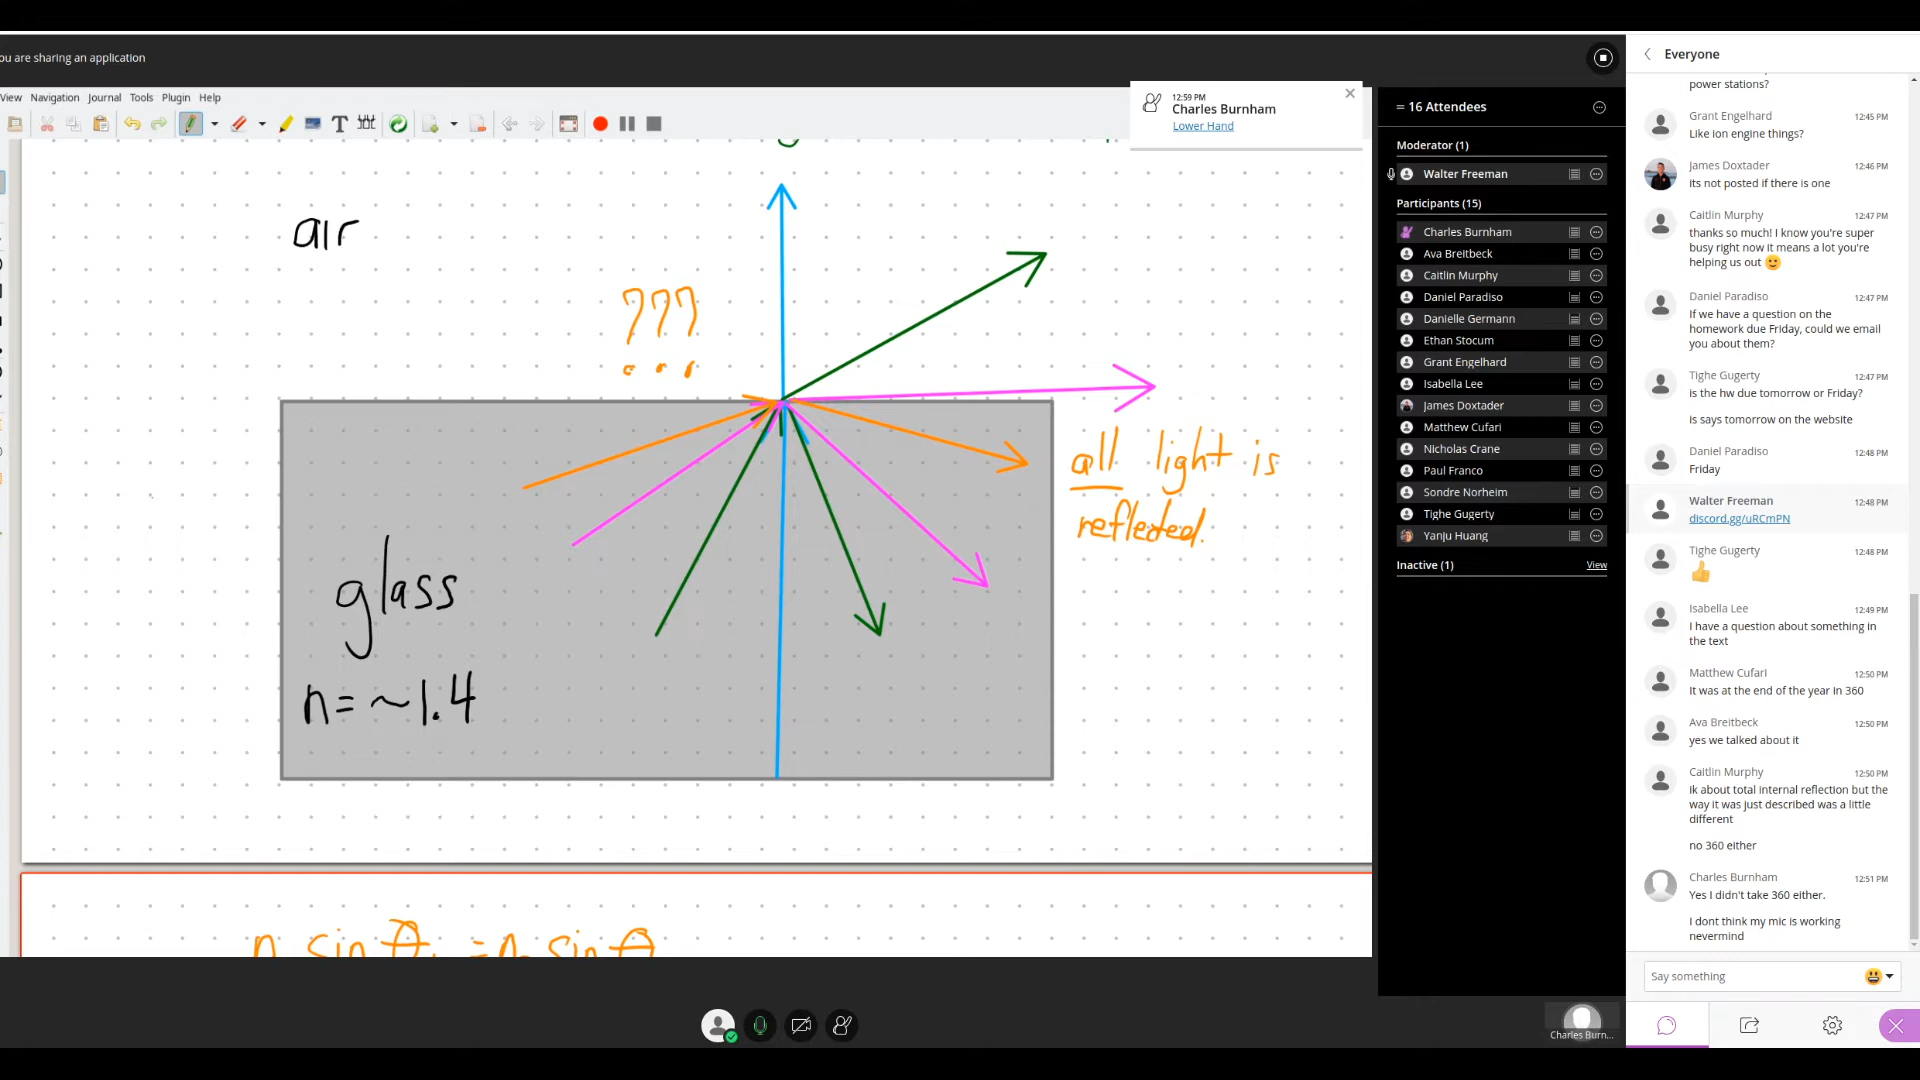 ou are sharing an application
View Navigation Journal Tools Plugin Help
12:59 PM
Charles Burnham
Lower Hand
air
???
all light is
reflected.
glass
n= ~1.4
n sin θ = n sin θ
16 Attendees
Moderator (1)
Walter Freeman
Participants (15)
Charles Burnham
Ava Breitbeck
Caitlin Murphy
Daniel Paradiso
Danielle Germann
Ethan Stocum
Grant Engelhard
Isabella Lee
James Doxtader
Matthew Cufari
Nicholas Crane
Paul Franco
Sondre Norheim
Tighe Gugerty
Yanju Huang
Inactive (1) View
Charles Burn...
Everyone
power stations?
Grant Engelhard 12:45 PM
Like ion engine things?
James Doxtader 12:46 PM
its not posted if there is one
Caitlin Murphy 12:47 PM
thanks so much! I know you're super
busy right now it means a lot you're
helping us out 🙂
Daniel Paradiso 12:47 PM
If we have a question on the
homework due Friday, could we email
you about them?
Tighe Gugerty 12:47 PM
is the hw due tomorrow or Friday?
is says tomorrow on the website
Daniel Paradiso 12:48 PM
Friday
Walter Freeman 12:48 PM
discord.gg/uRCmPN
Tighe Gugerty 12:48 PM
👍
Isabella Lee 12:49 PM
I have a question about something in
the text
Matthew Cufari 12:50 PM
It was at the end of the year in 360
Ava Breitbeck 12:50 PM
yes we talked about it
Caitlin Murphy 12:50 PM
ik about total internal reflection but the
way it was just described was a little
different
no 360 either
Charles Burnham 12:51 PM
Yes I didn't take 360 either.
I dont think my mic is working
nevermind
Say something